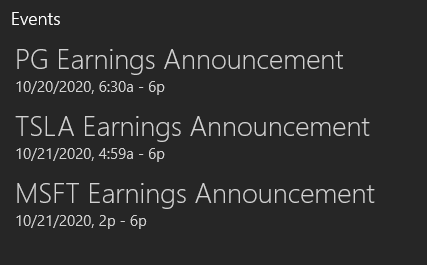 Events
PG Earnings Announcement
10/20/2020, 6:30a - 6p
TSLA Earnings Announcement
10/21/2020, 4:59a - 6p
MSFT Earnings Announcement
10/21/2020, 2p - 6p